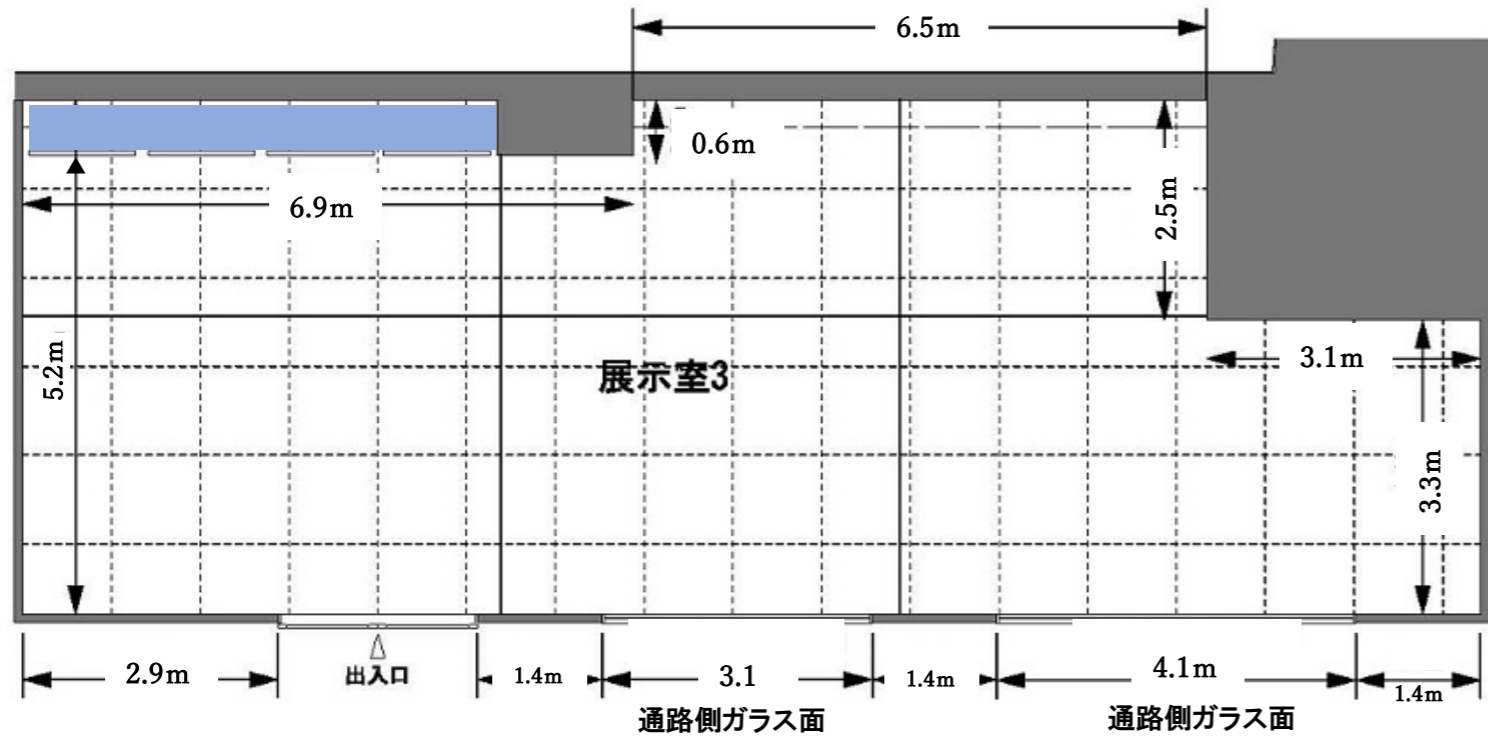 6.5m
0.6m
6.9m
2.5m
5.2m
展示室3
3.1m
3.3m
2.9m
出入口
1.4m
3.1
1.4m
4.1m
1.4m
通路側ガラス面
通路側ガラス面